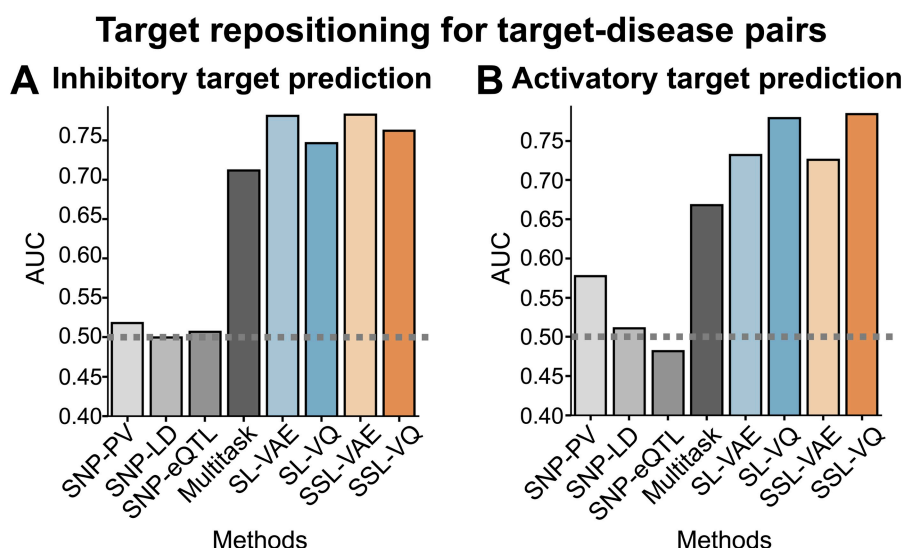 Target repositioning for target-disease pairs
A Inhibitory target prediction
AUC
0.75
0.70
0.65
0.60
0.55
0.50
0.45
0.40
SNP-PV
SNP-LD
SNP-eQTL
Multitask
SL-VAE
SL-VQ
SSL-VAE
SSL-VQ
Methods
B Activatory target prediction
AUC
0.75
0.70
0.65
0.60
0.55
0.50
0.45
0.40
SNP-PV
SNP-LD
SNP-eQTL
Multitask
SL-VAE
SL-VQ
SSL-VAE
SSL-VQ
Methods